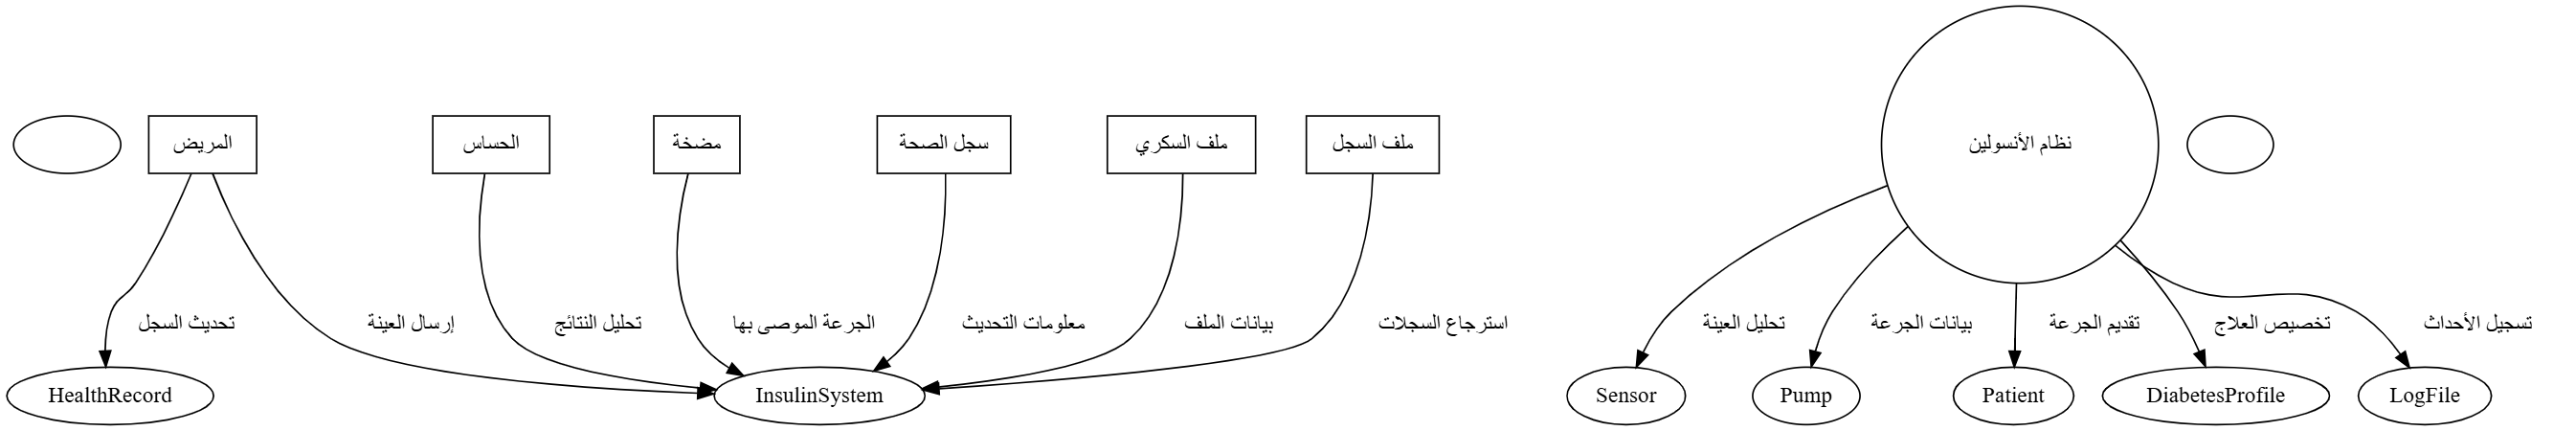 المريض
الحساس
مضخة
سجل الصحة
ملف السكري
ملف السجل
نظام الأنسولين
تحديث السجل
إرسال العينة
تحليل النتائج
الجرعة الموصى بها
معلومات التحديث
بيانات الملف
استرجاع السجلات
تحليل العينة
بيانات الجرعة
تقديم الجرعة
تخصيص العلاج
تسجيل الأحداث
HealthRecord
InsulinSystem
Sensor
Pump
Patient
DiabetesProfile
LogFile